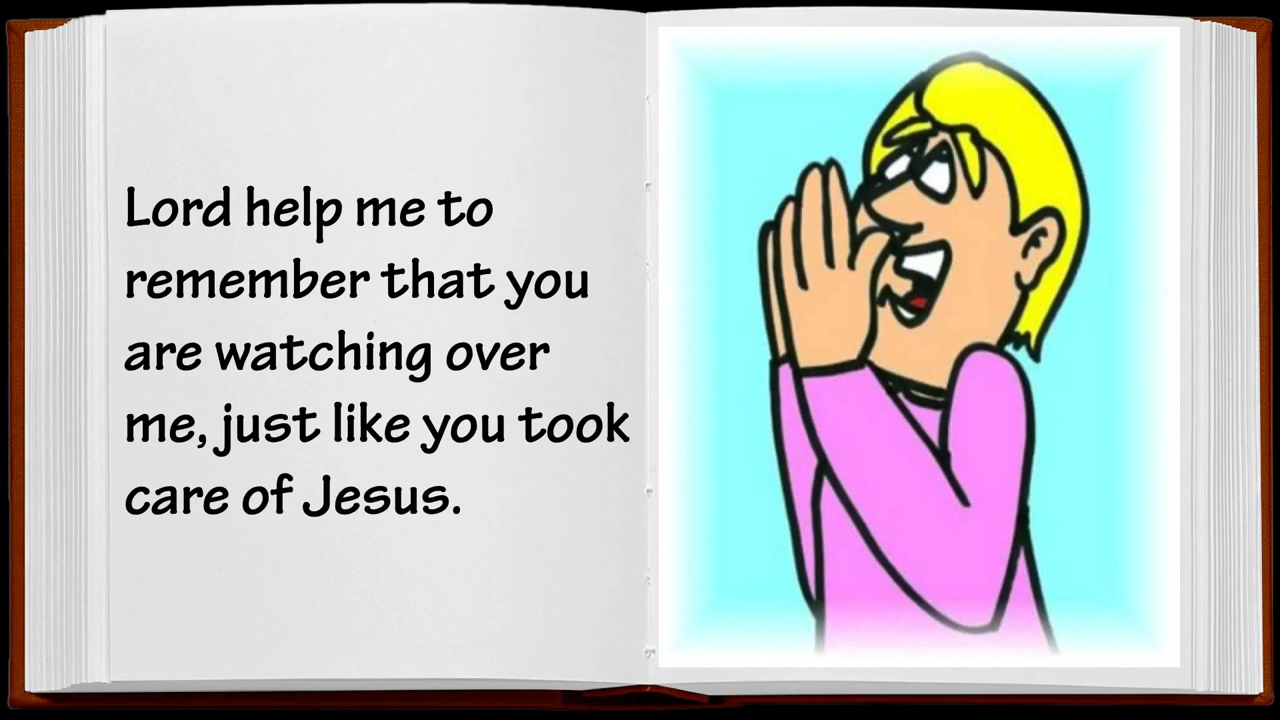 Lord help me to
remember that you
are watching over
me, just like you took
care of Jesus.